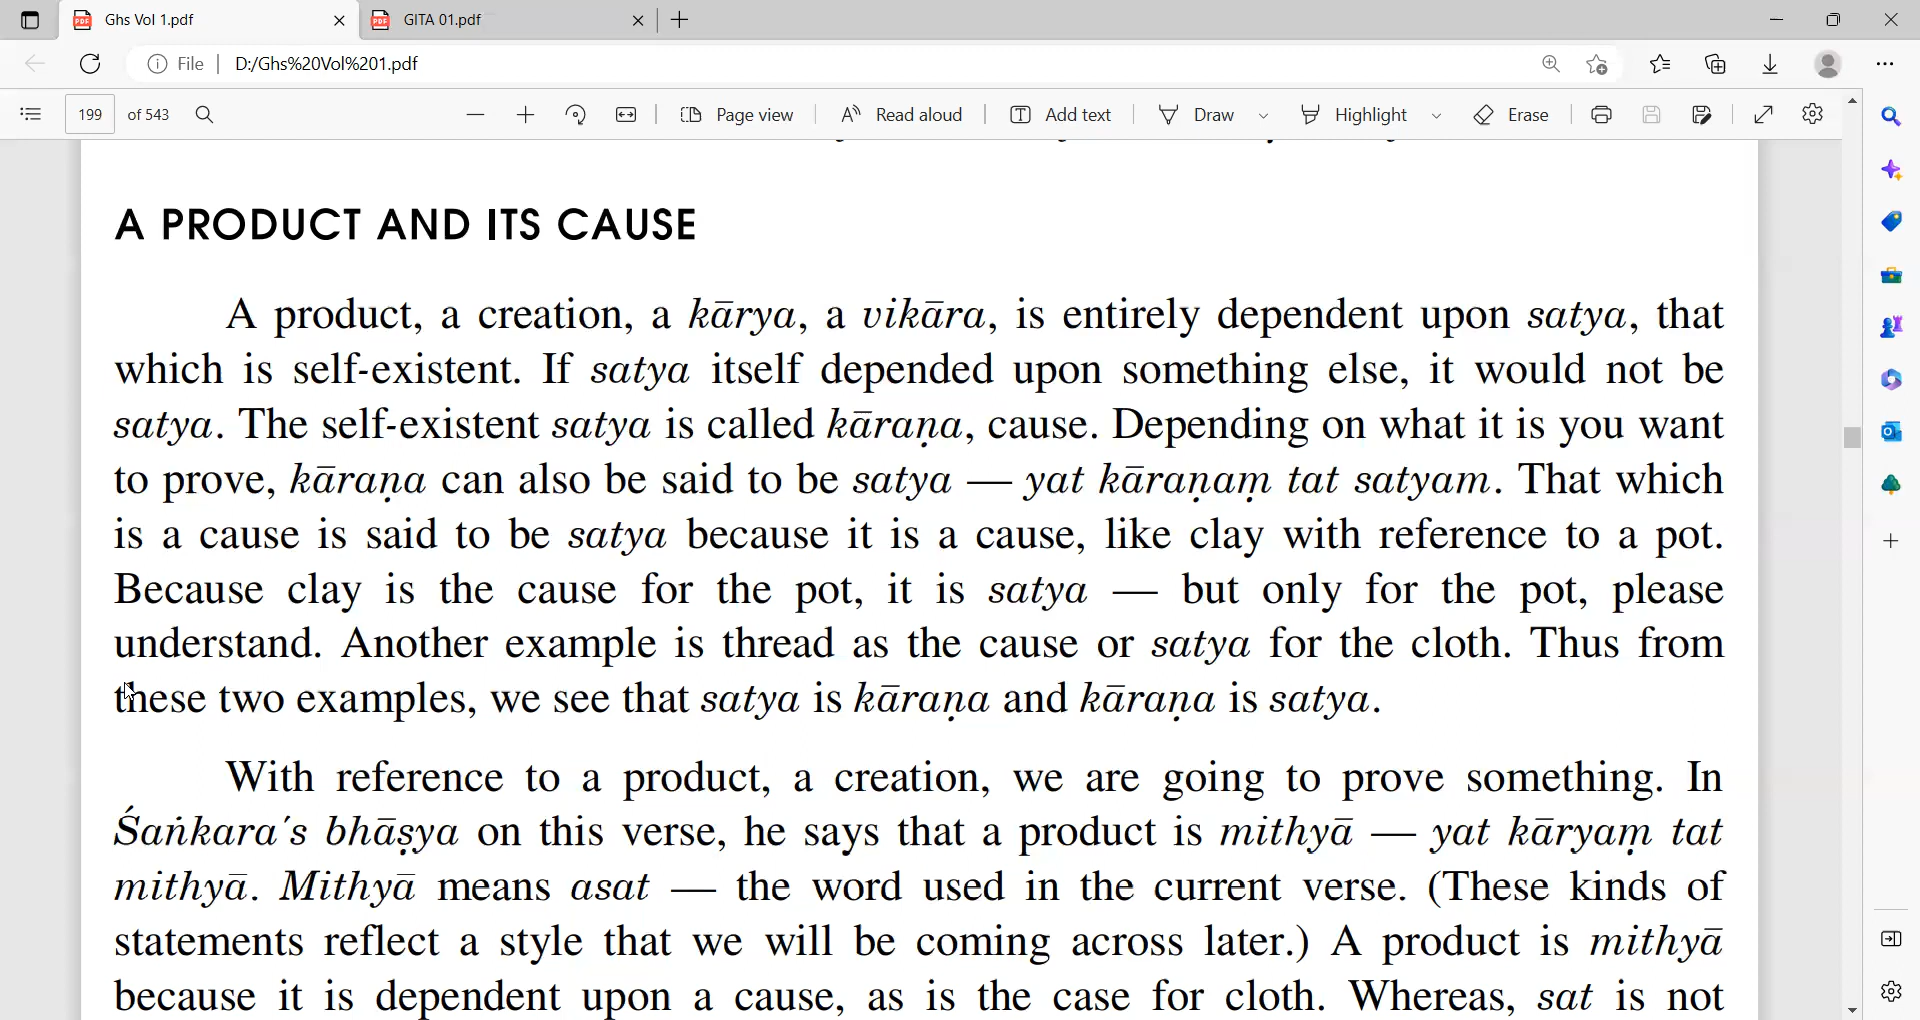 Ghs Vol 1.pdf
GITA 01.pdf
File | D:/Ghs%20Vol%201.pdf
199 of 543
Page view
Read aloud
Add text
Draw
Highlight
Erase
A PRODUCT AND ITS CAUSE
A product, a creation, a kārya, a vikāra, is entirely dependent upon satya, that
which is self-existent. If satya itself depended upon something else, it would not be
satya. The self-existent satya is called kāraṇa, cause. Depending on what it is you want
to prove, kāraṇa can also be said to be satya — yat kāraṇaṃ tat satyam. That which
is a cause is said to be satya because it is a cause, like clay with reference to a pot.
Because clay is the cause for the pot, it is satya — but only for the pot, please
understand. Another example is thread as the cause or satya for the cloth. Thus from
these two examples, we see that satya is kāraṇa and kāraṇa is satya.
With reference to a product, a creation, we are going to prove something. In
Śaṅkara's bhāṣya on this verse, he says that a product is mithyā — yat kāryaṃ tat
mithyā. Mithyā means asat — the word used in the current verse. (These kinds of
statements reflect a style that we will be coming across later.) A product is mithyā
because it is dependent upon a cause, as is the case for cloth. Whereas, sat is not